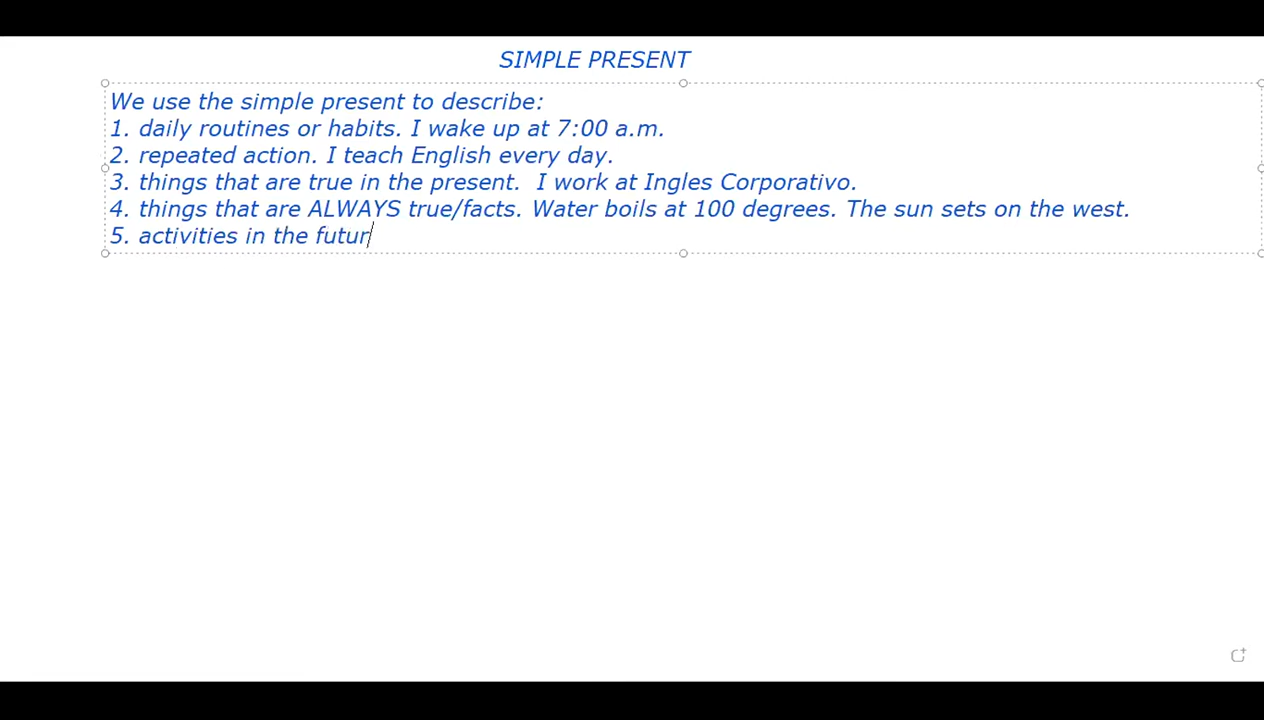 SIMPLE PRESENT
We use the simple present to describe:
1. daily routines or habits. I wake up at 7:00 a.m.
2. repeated action. I teach English every day.
3. things that are true in the present.  I work at Ingles Corporativo.
4. things that are ALWAYS true/facts. Water boils at 100 degrees. The sun sets on the west.
5. activities in the futur